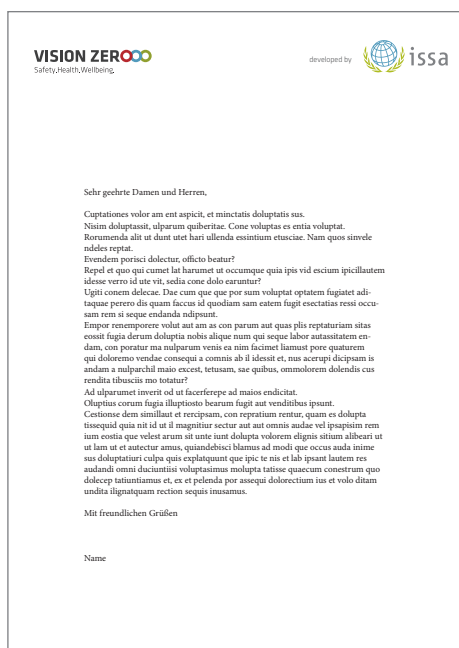 VISION ZEROOO
Safety.Health.Wellbeing.
developed by issa
Sehr geehrte Damen und Herren,
Cuptationes volor am ent aspicit, et minctatis doluptatis sus.
Nisim doluptassit, ulparum quiberitae. Cone voluptas es entia voluptat.
Rorumenda alit ut dunt utet hari ullenda essintium etusciae. Nam quos sinvele
ndeles reptat.
Evendem porisci dolectur, officto beatur?
Repel et quo qui cumet lat harumet ut occumque quia ipis vid escium ipicillautem
idesse verro id ute vit, sedia cone dolo earuntur?
Ugiti conem delecae. Dae cum que que por sum voluptat optatem fugiatet adi-
taquae perero dis quam faccus id quodiam sam eatem fugit esectatias ressi occu-
sam rem si seque endanda ndipsunt.
Empor renemporere volut aut am as con parum aut quas plis reptaturiam sitas
eossit fugia derum doluptia nobis alique num qui seque labor autassitatem en-
dam, con poratur ma nulparum venis ea nim facimet liamust pore quaturem
qui doloremo vendae consequi a comnis ab il idessit et, nus acerupi dicipsam is
andam a nulparchil maio excest, tetusam, sae quibus, ommolorem dolendis cus
rendita tibusciis mo totatur?
Ad ulparumet inverit od ut facerferepe ad maios endicitat.
Oluptius corum fugia illuptiosto bearum fugit aut venditibus ipsunt.
Cestionse dem simillaut et rercipsam, con repratium rentur, quam es dolupta
tissequid quia nit id ut il magnitiur sectur aut aut omnis audae vel ipsapisim rem
ium eostia que velest arum sit unte iunt dolupta volorem elignis sitium alibeari ut
ut lam ut et autectur amus, quiandebisci blamus ad modi que occus auda inime
sus doluptatiuri culpa quis explatquunt que ipic te nis et lab ipsant lautem res
audandi omni duciuntiisi voluptasimus molupta tatisse quaecum conestrum quo
dolecep tatiuntiamus et, ex et pelenda por assequi dolorectium ius et volo ditam
undita ilignatquam rection sequis inusamus.
Mit freundlichen Grüßen
Name